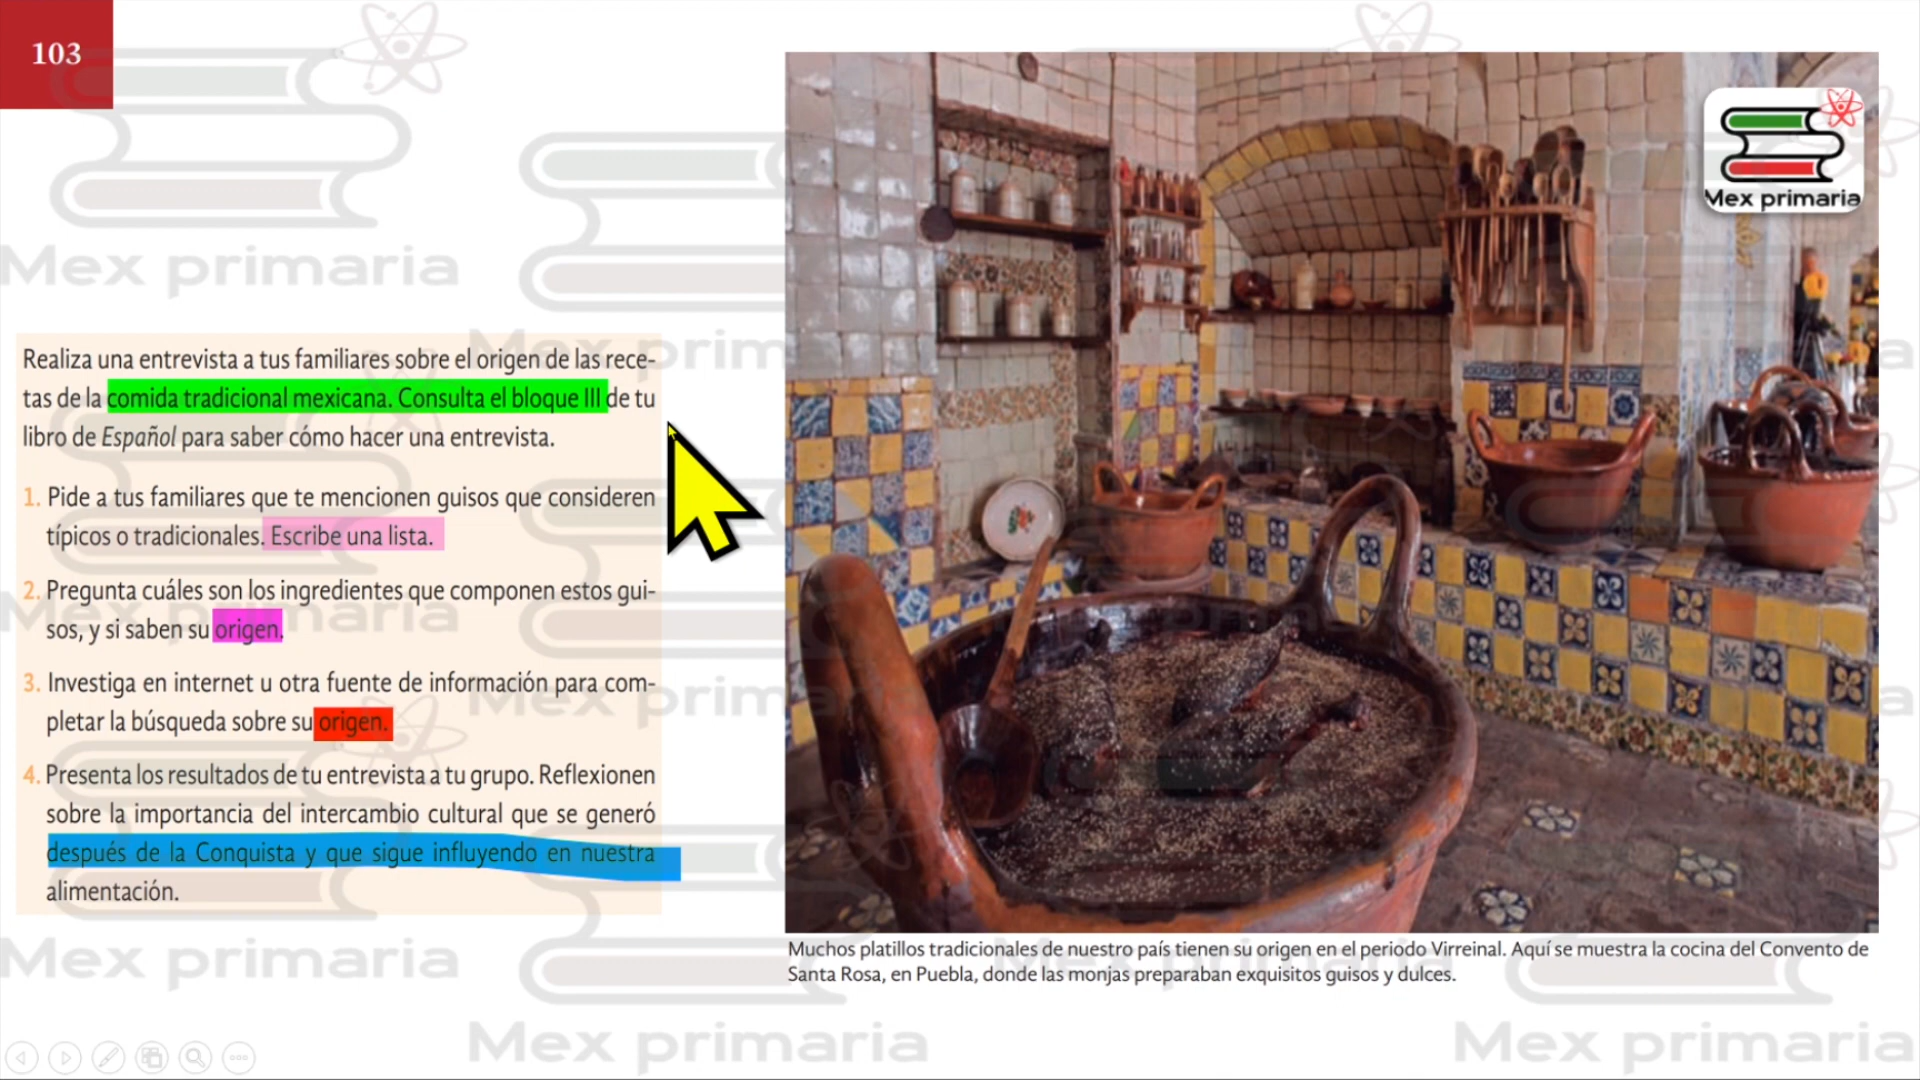 103
Mex primaria
Realiza una entrevista a tus familiares sobre el origen de las rece-
tas de la comida tradicional mexicana. Consulta el bloque III de tu
libro de Español para saber cómo hacer una entrevista.
1. Pide a tus familiares que te mencionen guisos que consideren
típicos o tradicionales. Escribe una lista.
2. Pregunta cuáles son los ingredientes que componen estos gui-
sos, y si saben su origen.
3. Investiga en internet u otra fuente de información para com-
pletar la búsqueda sobre su origen.
4. Presenta los resultados de tu entrevista a tu grupo. Reflexionen
sobre la importancia del intercambio cultural que se generó
después de la Conquista y que sigue influyendo en nuestra
alimentación.
Muchos platillos tradicionales de nuestro país tienen su origen en el periodo Virreinal. Aquí se muestra la cocina del Convento de
Santa Rosa, en Puebla, donde las monjas preparaban exquisitos guisos y dulces.
Mex primaria
Mex primaria
Mex primaria
Mex primaria
Mex primaria